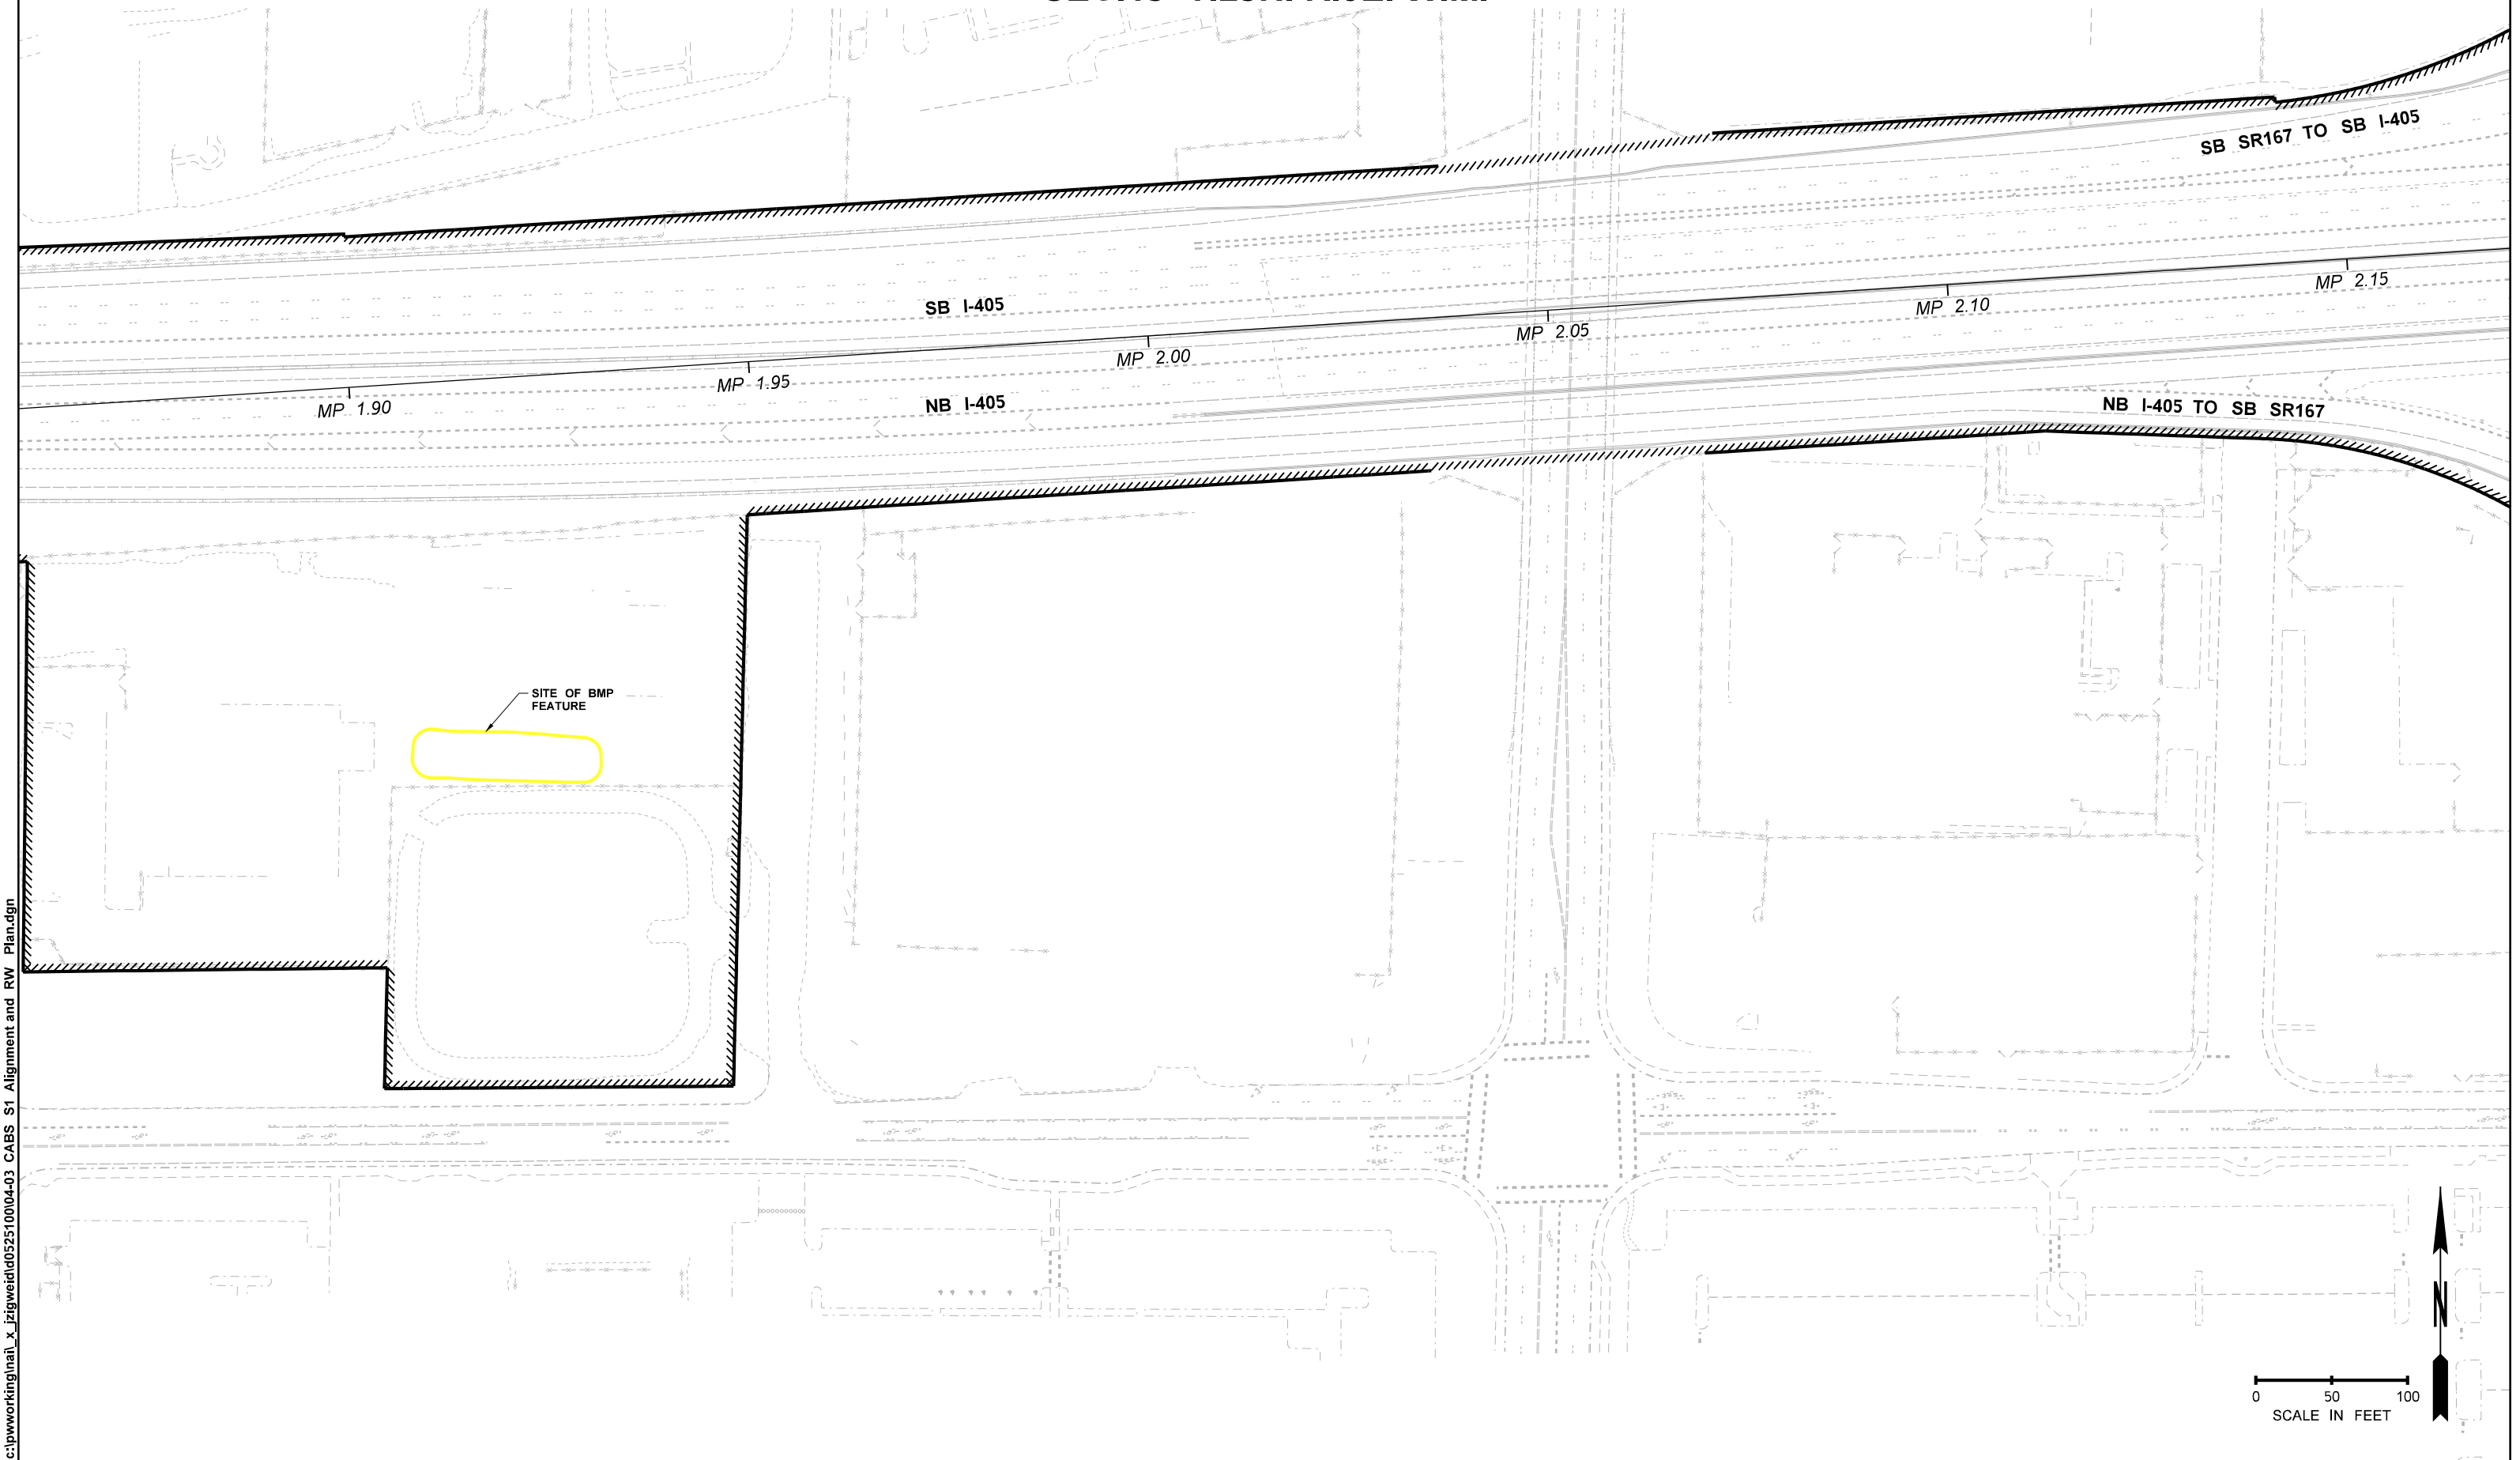 SB SR167 TO SB I-405
MP 2.15
MP 2.10
SB I-405
MP 2.05
MP 2.00
MP 1.95
MP 1.90
NB I-405
NB I-405 TO SB SR167
SITE OF BMP
FEATURE
c:\pwworking\nai\_x_jzigweid\d0525100\04-03 CABS S1 Alignment and RW Plan.dgn
N
0 50 100
SCALE IN FEET